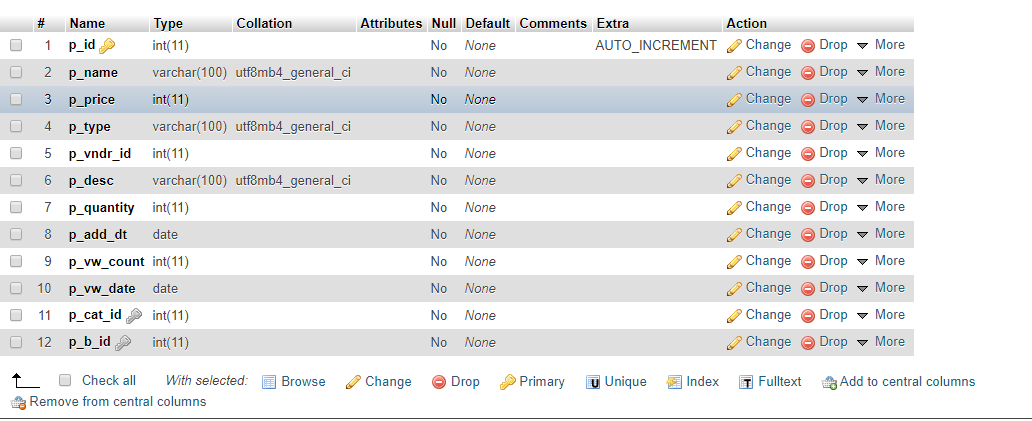 # Name Type Collation Attributes Null Default Comments Extra Action
1 p_id int(11) No None AUTO_INCREMENT Change Drop More
2 p_name varchar(100) utf8mb4_general_ci No None Change Drop More
3 p_price int(11) No None Change Drop More
4 p_type varchar(100) utf8mb4_general_ci No None Change Drop More
5 p_vndr_id int(11) No None Change Drop More
6 p_desc varchar(100) utf8mb4_general_ci No None Change Drop More
7 p_quantity int(11) No None Change Drop More
8 p_add_dt date No None Change Drop More
9 p_vw_count int(11) No None Change Drop More
10 p_vw_date date No None Change Drop More
11 p_cat_id int(11) No None Change Drop More
12 p_b_id int(11) No None Change Drop More
Check all With selected: Browse Change Drop Primary U Unique Index T Fulltext Add to central columns
Remove from central columns